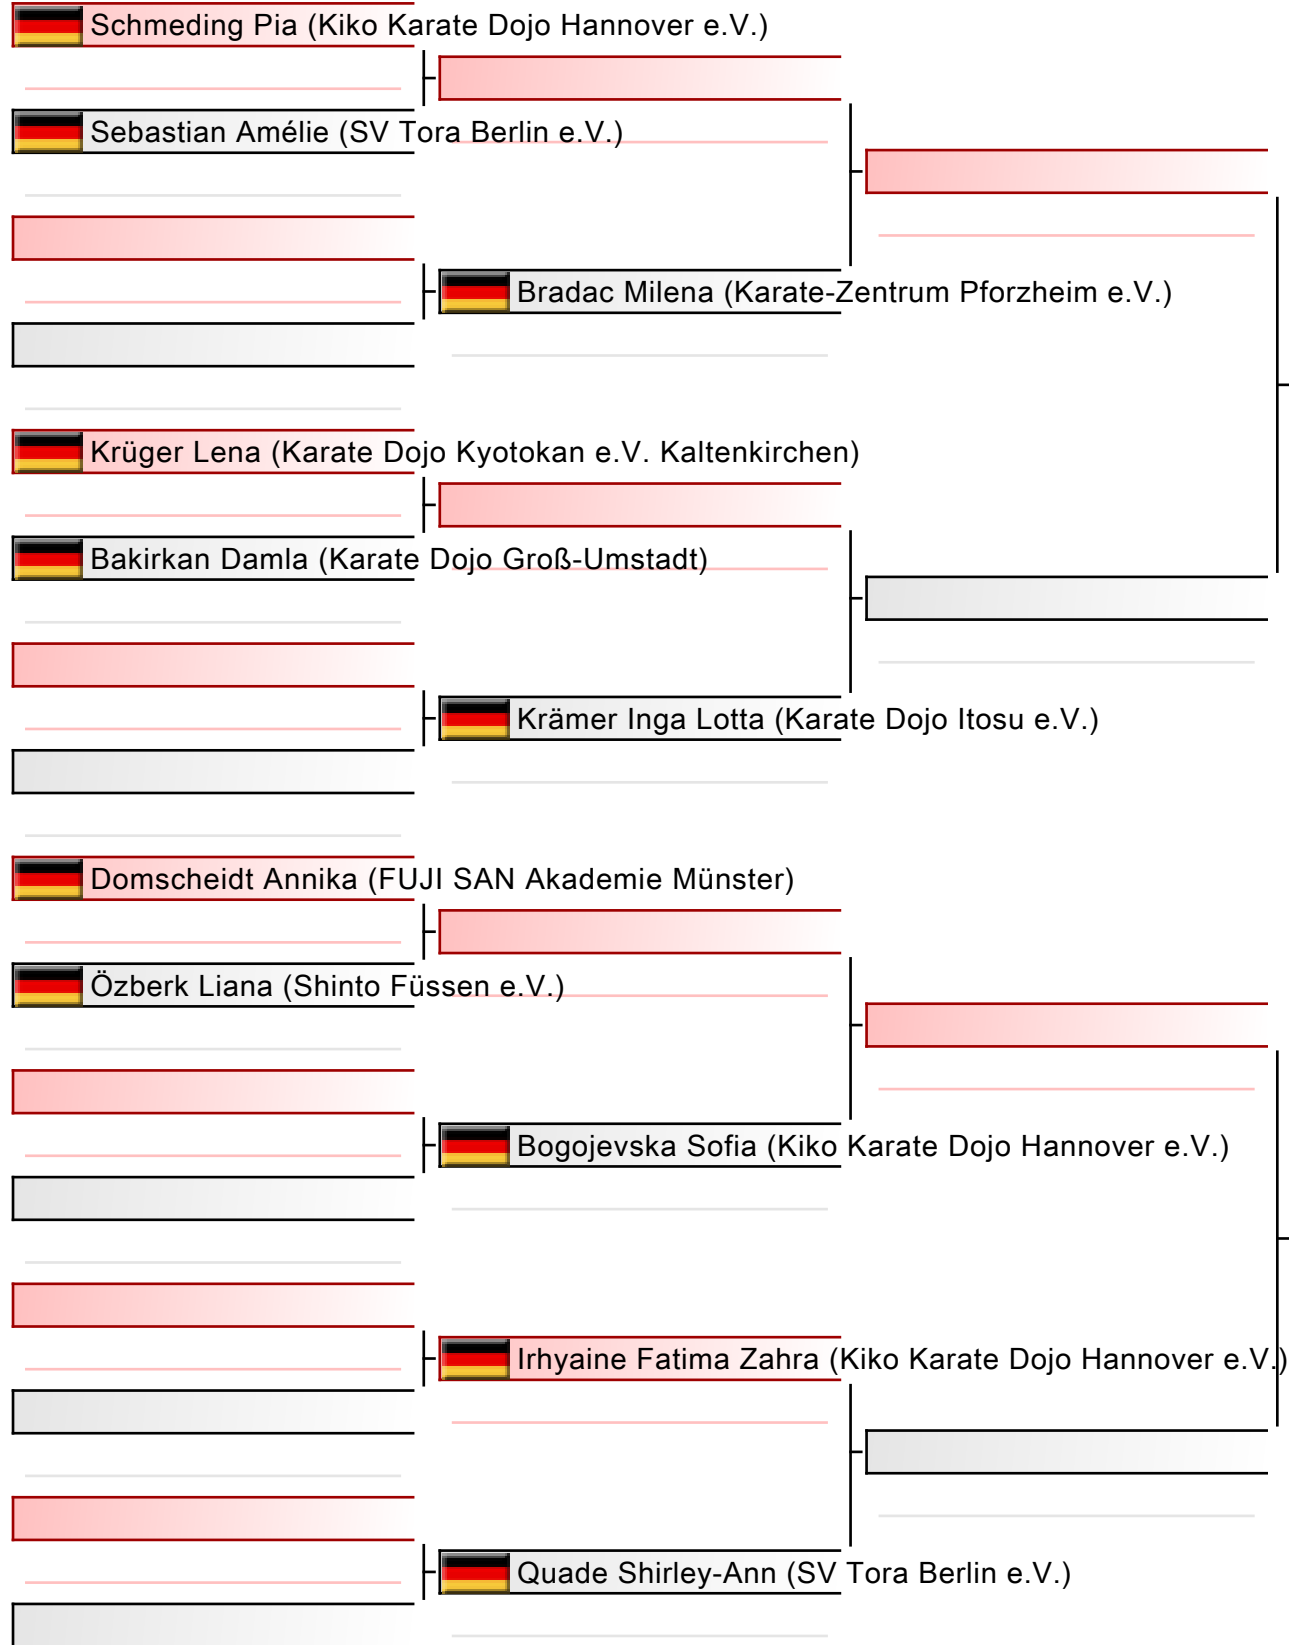 Schmeding Pia (Kiko Karate Dojo Hannover e.V.)
Sebastian Amélie (SV Tora Berlin e.V.)
Bradac Milena (Karate-Zentrum Pforzheim e.V.)
Krüger Lena (Karate Dojo Kyotokan e.V. Kaltenkirchen)
Bakirkan Damla (Karate Dojo Groß-Umstadt)
Krämer Inga Lotta (Karate Dojo Itosu e.V.)
Domscheidt Annika (FUJI SAN Akademie Münster)
Özberk Liana (Shinto Füssen e.V.)
Bogojevska Sofia (Kiko Karate Dojo Hannover e.V.)
Irhyaine Fatima Zahra (Kiko Karate Dojo Hannover e.V.)
Quade Shirley-Ann (SV Tora Berlin e.V.)